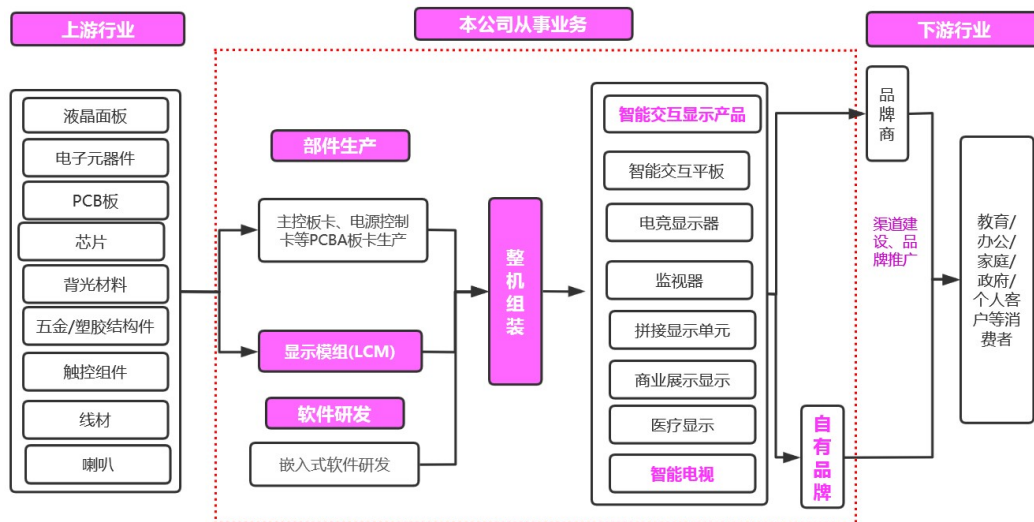 上游行业
本公司从事业务
下游行业
液晶面板
电子元器件
PCB板
芯片
背光材料
五金/塑胶结构件
触控组件
线材
喇叭
部件生产
主控板卡、电源控制
卡等PCBA板卡生产
显示模组(LCM)
软件研发
嵌入式软件研发
整机组装
智能交互显示产品
智能交互平板
电竞显示器
监视器
拼接显示单元
商业展示显示
医疗显示
智能电视
自有品牌
品牌商
渠道建
设、品
牌推广
教育/
办公/
家庭/
政府/
个人客
户等消
费者